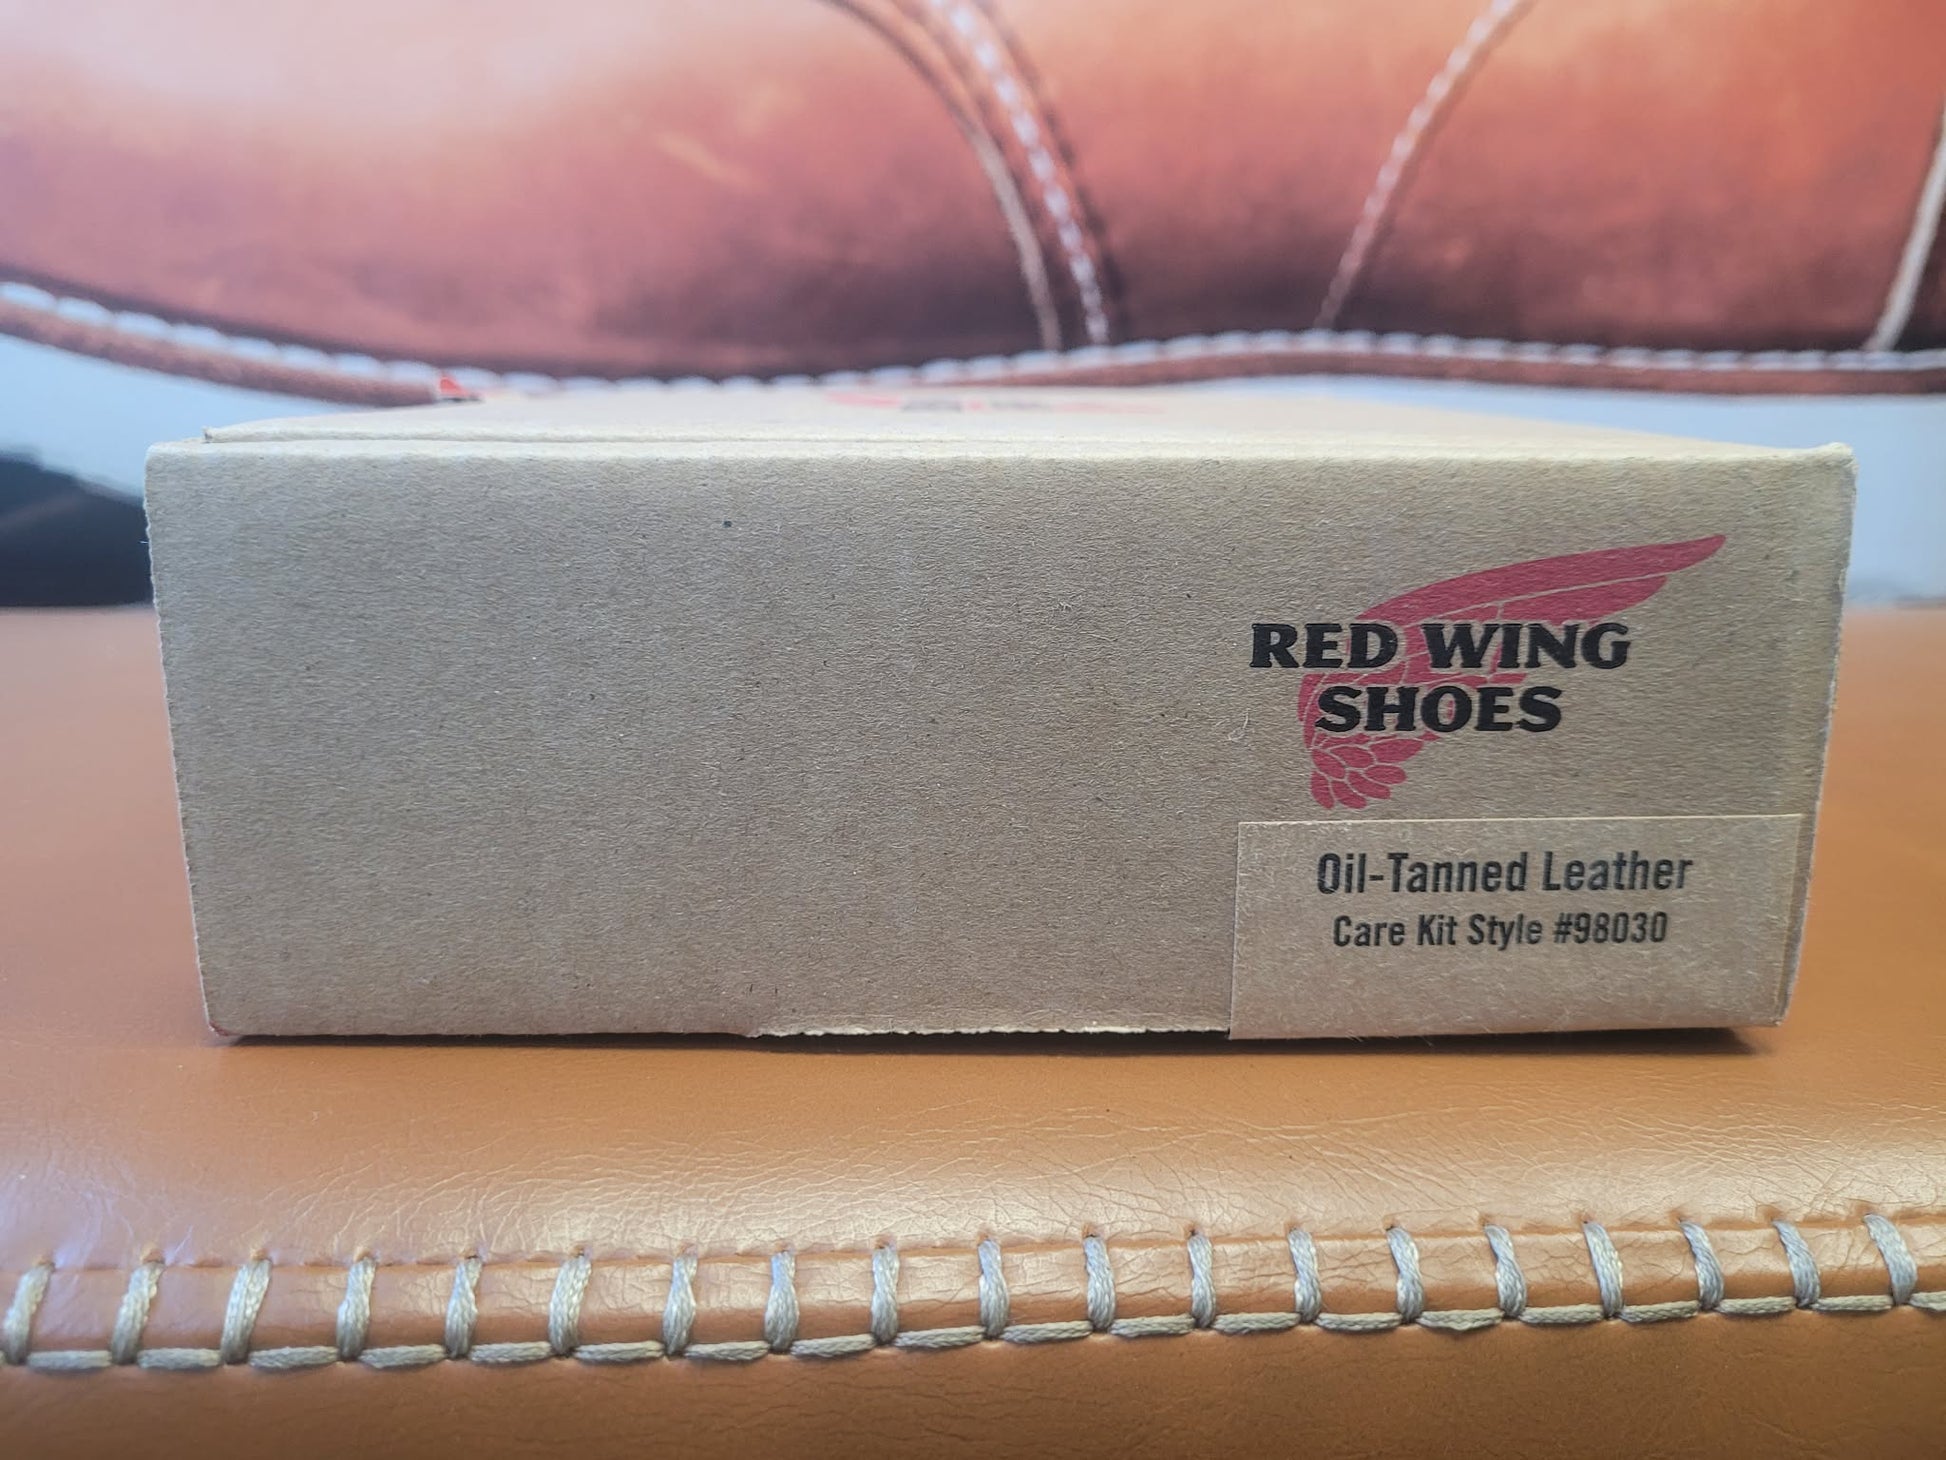 RED WING
SHOES
Oil-Tanned Leather
Care Kit Style #98030